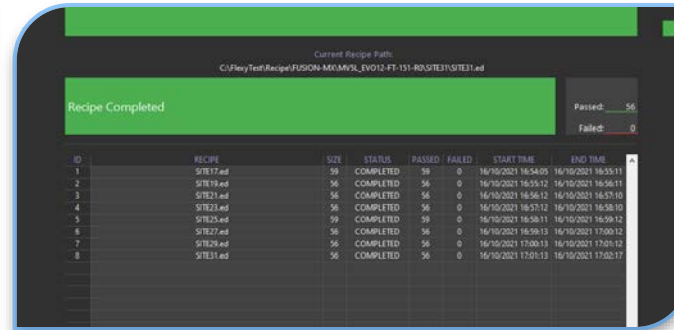 Current Recipe Path:
C:\FlexyTest\Recipe\FUSION-MX\MV5L_EVO12-FT-151-R0\SITE31\SITE31.ed
Recipe Completed
Passed: 56
Failed: 0
ID RECIPE SIZE STATUS PASSED FAILED START TIME END TIME
1 SITE17.ed 59 COMPLETED 59 0 16/10/2021 16:54:05 16/10/2021 16:55:11
2 SITE19.ed 56 COMPLETED 56 0 16/10/2021 16:55:12 16/10/2021 16:56:11
3 SITE21.ed 56 COMPLETED 56 0 16/10/2021 16:56:12 16/10/2021 16:57:10
4 SITE23.ed 56 COMPLETED 56 0 16/10/2021 16:57:12 16/10/2021 16:58:10
5 SITE25.ed 59 COMPLETED 59 0 16/10/2021 16:58:11 16/10/2021 16:59:12
6 SITE27.ed 56 COMPLETED 56 0 16/10/2021 16:59:13 16/10/2021 17:00:12
7 SITE29.ed 56 COMPLETED 56 0 16/10/2021 17:00:13 16/10/2021 17:01:12
8 SITE31.ed 56 COMPLETED 56 0 16/10/2021 17:01:13 16/10/2021 17:02:17